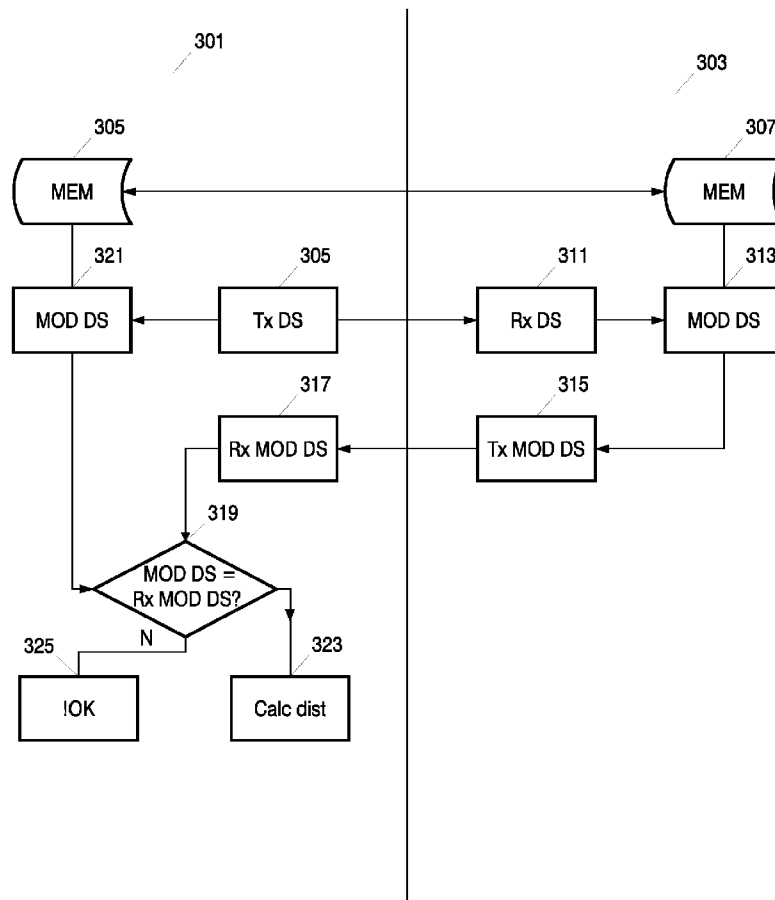 301
303
305
307
MEM
MEM
321
305
311
313
MOD DS
Tx DS
Rx DS
MOD DS
317
315
Rx MOD DS
Tx MOD DS
319
MOD DS =
Rx MOD DS?
N
325
323
!OK
Calc dist